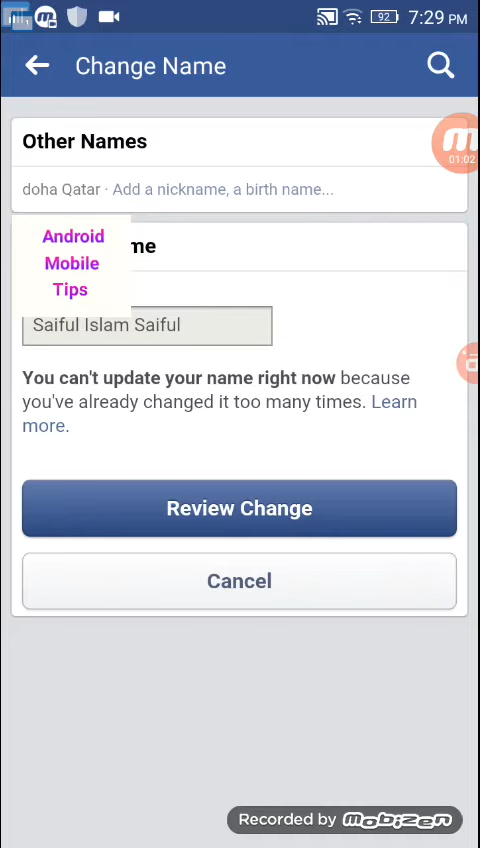 92 7:29 PM
Change Name
Other Names
01:02
doha Qatar · Add a nickname, a birth name...
Android
Mobile
Tips
me
Saiful Islam Saiful
You can't update your name right now because
you've already changed it too many times. Learn
more.
Review Change
Cancel
Recorded by mobizen